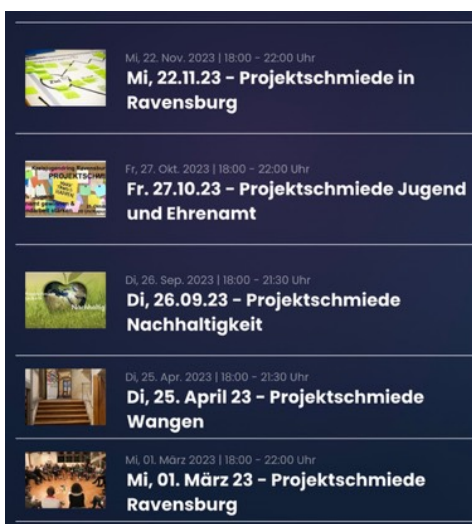 Mi, 22. Nov. 2023 | 18:00 - 22:00 Uhr
Mi, 22.11.23 - Projektschmiede in
Ravensburg
Fr, 27. Okt. 2023 | 18:00 - 22:00 Uhr
Kreisjugendring Ravensbur
PROJEKTSCHM
Fr. 27.10.23 - Projektschmiede Jugend
und Ehrenamt
Di, 26. Sep. 2023 | 18:00 - 21:30 Uhr
Nachhaltig
Di, 26.09.23 - Projektschmiede
Nachhaltigkeit
Di, 25. Apr. 2023 | 18:00 - 21:30 Uhr
Di, 25. April 23 - Projektschmiede
Wangen
Mi, 01. März 2023 | 18:00 - 22:00 Uhr
Mi, 01. März 23 - Projektschmiede
Ravensburg